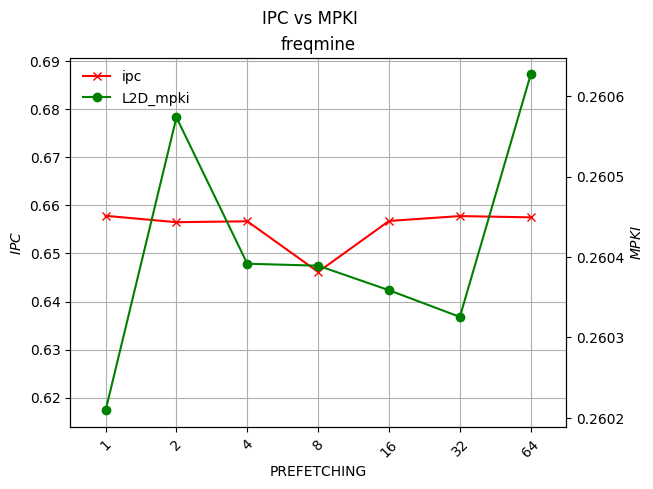 IPC vs MPKI
freqmine
ipc
L2D_mpki
0.69
0.68
0.67
0.66
0.65
0.64
0.63
0.62
IPC
0.2606
0.2605
0.2604
0.2603
0.2602
MPKI
1
2
4
8
16
32
64
PREFETCHING